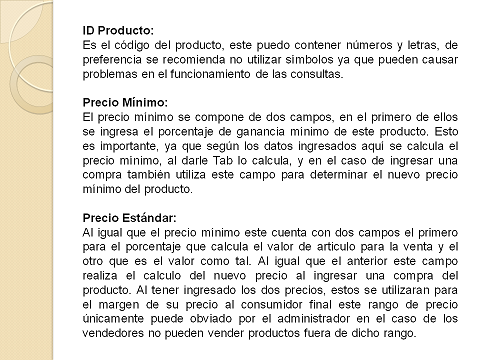 ID Producto:
Es el código del producto, este puedo contener números y letras, de
preferencia se recomienda no utilizar símbolos ya que pueden causar
problemas en el funcionamiento de las consultas.
Precio Mínimo:
El precio mínimo se compone de dos campos, en el primero de ellos
se ingresa el porcentaje de ganancia mínimo de este producto. Esto
es importante, ya que según los datos ingresados aquí se calcula el
precio mínimo, al darle Tab lo calcula, y en el caso de ingresar una
compra también utiliza este campo para determinar el nuevo precio
mínimo del producto.
Precio Estándar:
Al igual que el precio mínimo este cuenta con dos campos el primero
para el porcentaje que calcula el valor de articulo para la venta y el
otro que es el valor como tal. Al igual que el anterior este campo
realiza el calculo del nuevo precio al ingresar una compra del
producto. Al tener ingresado los dos precios, estos se utilizaran para
el margen de su precio al consumidor final este rango de precio
únicamente puede obviado por el administrador en el caso de los
vendedores no pueden vender productos fuera de dicho rango.